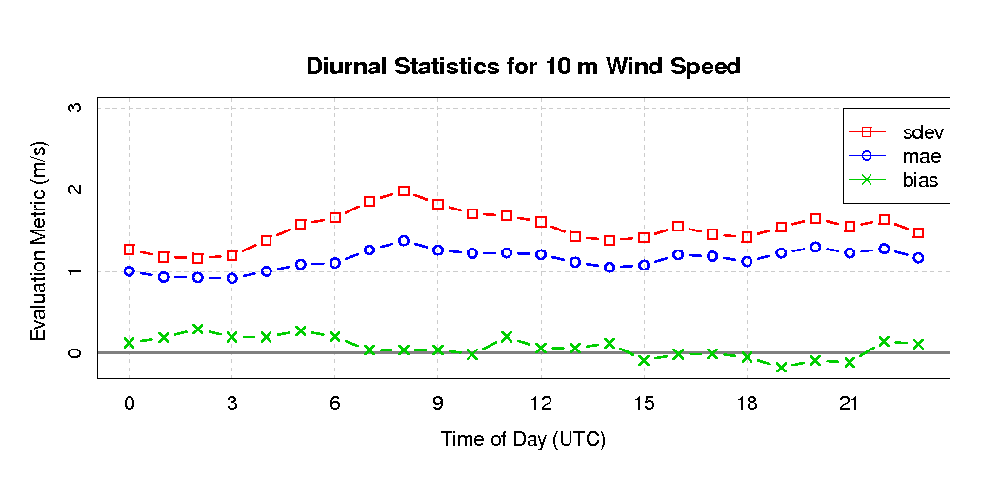 Diurnal Statistics for 10 m Wind Speed
Evaluation Metric (m/s)
3
2
1
0
sdev
mae
bias
0 3 6 9 12 15 18 21
Time of Day (UTC)